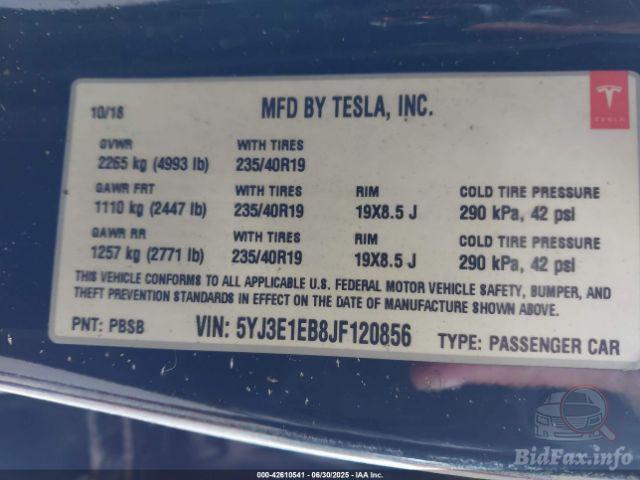 10/18
MFD BY TESLA, INC.
TESLA
GVWR
WITH TIRES
2265 kg (4993 lb)
235/40R19
GAWR FRT
WITH TIRES
RIM
COLD TIRE PRESSURE
1110 kg (2447 lb)
235/40R19
19X8.5 J
290 kPa, 42 psi
GAWR RR
WITH TIRES
RIM
COLD TIRE PRESSURE
1257 kg (2771 lb)
235/40R19
19X8.5 J
290 kPa, 42 psi
THIS VEHICLE CONFORMS TO ALL APPLICABLE U.S. FEDERAL MOTOR VEHICLE SAFETY, BUMPER, AND
THEFT PREVENTION STANDARDS IN EFFECT ON THE DATE OF MANUFACTURE SHOWN ABOVE.
PNT: PBSB
VIN: 5YJ3E1EB8JF120856
TYPE: PASSENGER CAR
BidFax.info
000-42610541 - 06/30/2025 - IAA Inc.